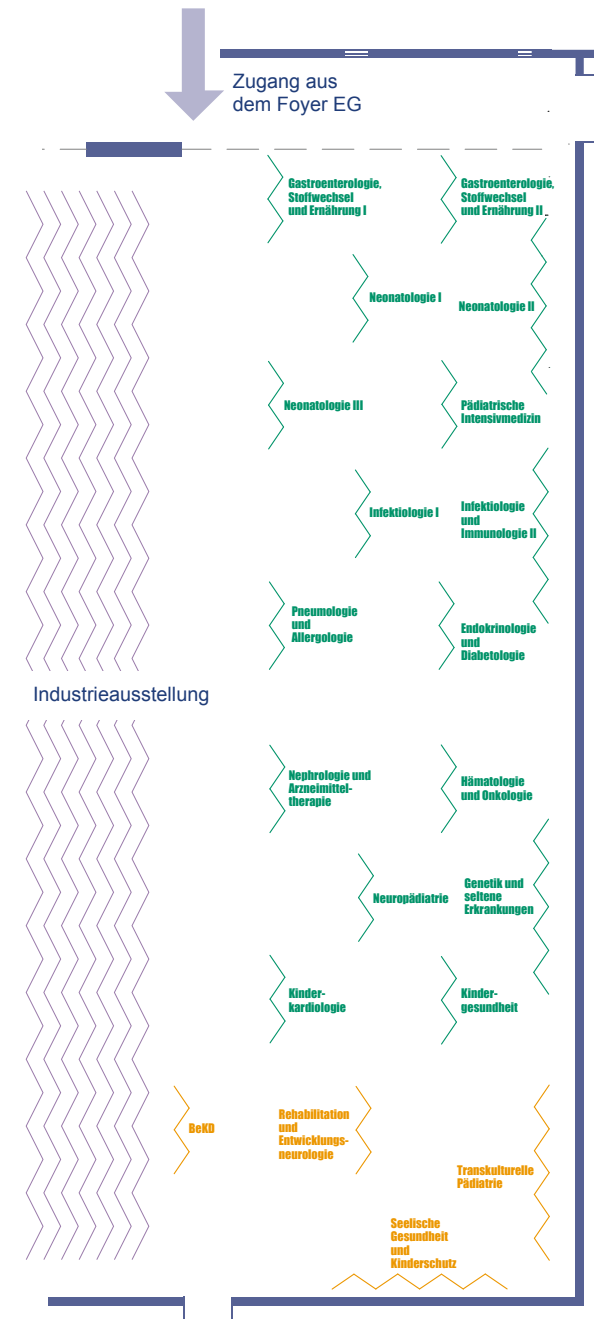 Zugang aus
dem Foyer EG
Gastroenterologie,
Stoffwechsel
und Ernährung I
Gastroenterologie,
Stoffwechsel
und Ernährung II
Neonatologie I
Neonatologie II
Neonatologie III
Pädiatrische
Intensivmedizin
Infektiologie I
Infektiologie
und
Immunologie II
Pneumologie
und
Allergologie
Endokrinologie
und
Diabetologie
Industrieausstellung
Nephrologie und
Arzneimittel-
therapie
Hämatologie
und Onkologie
Neuropädiatrie
Genetik und
seltene
Erkrankungen
Kinder-
kardiologie
Kinder-
gesundheit
BeKD
Rehabilitation
und
Entwicklungs-
neurologie
Transkulturelle
Pädiatrie
Seelische
Gesundheit
und
Kinderschutz